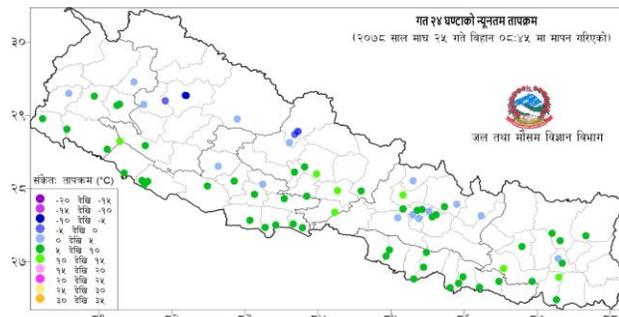 गत २४ घण्टाको न्यूनतम तापक्रम
(२०७८ साल माघ २५ गते बिहान ०८:४५ मा मापन गरिएको)
३०
२९
जल तथा मौसम विज्ञान विभाग
संकेत: तापक्रम (°C)
-२० देखि -१५
-१५ देखि -१०
-१० देखि -५
-५ देखि ०
० देखि ५
५ देखि १०
१० देखि १५
१५ देखि २०
२० देखि २५
२५ देखि ३०
३० देखि ३५
२८
२७